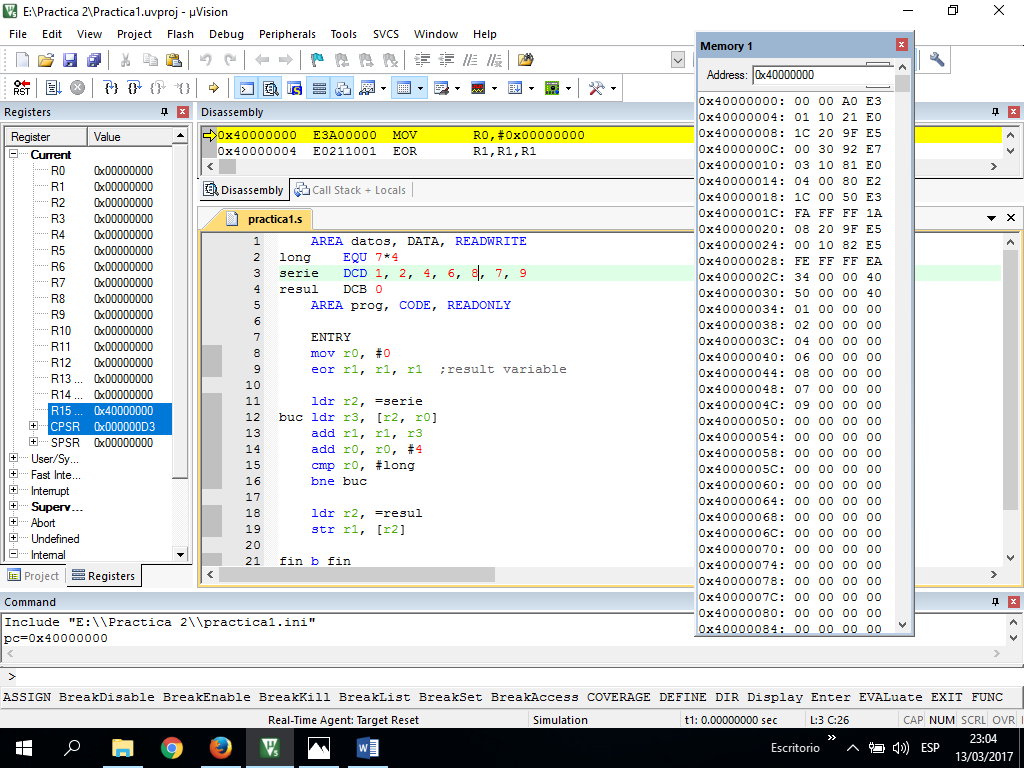 E:\Practica 2\Practica1.uvproj - µVision
File Edit View Project Flash Debug Peripherals Tools SVCS Window Help
Registers
Register Value
Current
R0 0x00000000
R1 0x00000000
R2 0x00000000
R3 0x00000000
R4 0x00000000
R5 0x00000000
R6 0x00000000
R7 0x00000000
R8 0x00000000
R9 0x00000000
R10 0x00000000
R11 0x00000000
R12 0x00000000
R13 ... 0x00000000
R14 ... 0x00000000
R15 ... 0x40000000
CPSR 0x000000D3
SPSR 0x00000000
User/Sy...
Fast Inte...
Interrupt
Superv...
Abort
Undefined
Internal
Project Registers
Disassembly
0x40000000 E3A00000 MOV R0,#0x00000000
0x40000004 E0211001 EOR R1,R1,R1
Disassembly Call Stack + Locals
practica1.s
1 AREA datos, DATA, READWRITE
2 long EQU 7*4
3 serie DCD 1, 2, 4, 6, 8, 7, 9
4 resul DCB 0
5 AREA prog, CODE, READONLY
6
7 ENTRY
8 mov r0, #0
9 eor r1, r1, r1 ;result variable
10
11 ldr r2, =serie
12 buc ldr r3, [r2, r0]
13 add r1, r1, r3
14 add r0, r0, #4
15 cmp r0, #long
16 bne buc
17
18 ldr r2, =resul
19 str r1, [r2]
20
21 fin b fin
Memory 1
Address: 0x40000000
0x40000000: 00 00 A0 E3
0x40000004: 01 10 21 E0
0x40000008: 1C 20 9F E5
0x4000000C: 00 30 92 E7
0x40000010: 03 10 81 E0
0x40000014: 04 00 80 E2
0x40000018: 1C 00 50 E3
0x4000001C: FA FF FF 1A
0x40000020: 08 20 9F E5
0x40000024: 00 10 82 E5
0x40000028: FE FF FF EA
0x4000002C: 34 00 00 40
0x40000030: 50 00 00 40
0x40000034: 01 00 00 00
0x40000038: 02 00 00 00
0x4000003C: 04 00 00 00
0x40000040: 06 00 00 00
0x40000044: 08 00 00 00
0x40000048: 07 00 00 00
0x4000004C: 09 00 00 00
0x40000050: 00 00 00 00
0x40000054: 00 00 00 00
0x40000058: 00 00 00 00
0x4000005C: 00 00 00 00
0x40000060: 00 00 00 00
0x40000064: 00 00 00 00
0x40000068: 00 00 00 00
0x4000006C: 00 00 00 00
0x40000070: 00 00 00 00
0x40000074: 00 00 00 00
0x40000078: 00 00 00 00
0x4000007C: 00 00 00 00
0x40000080: 00 00 00 00
0x40000084: 00 00 00 00
Command
Include "E:\\Practica 2\\practica1.ini"
pc=0x40000000
>
ASSIGN BreakDisable BreakEnable BreakKill BreakList BreakSet BreakAccess COVERAGE DEFINE DIR Display Enter EVALuate EXIT FUNC
Real-Time Agent: Target Reset Simulation t1: 0.00000000 sec L:3 C:26 CAP NUM SCRL OVR
Escritorio ESP 23:04
13/03/2017